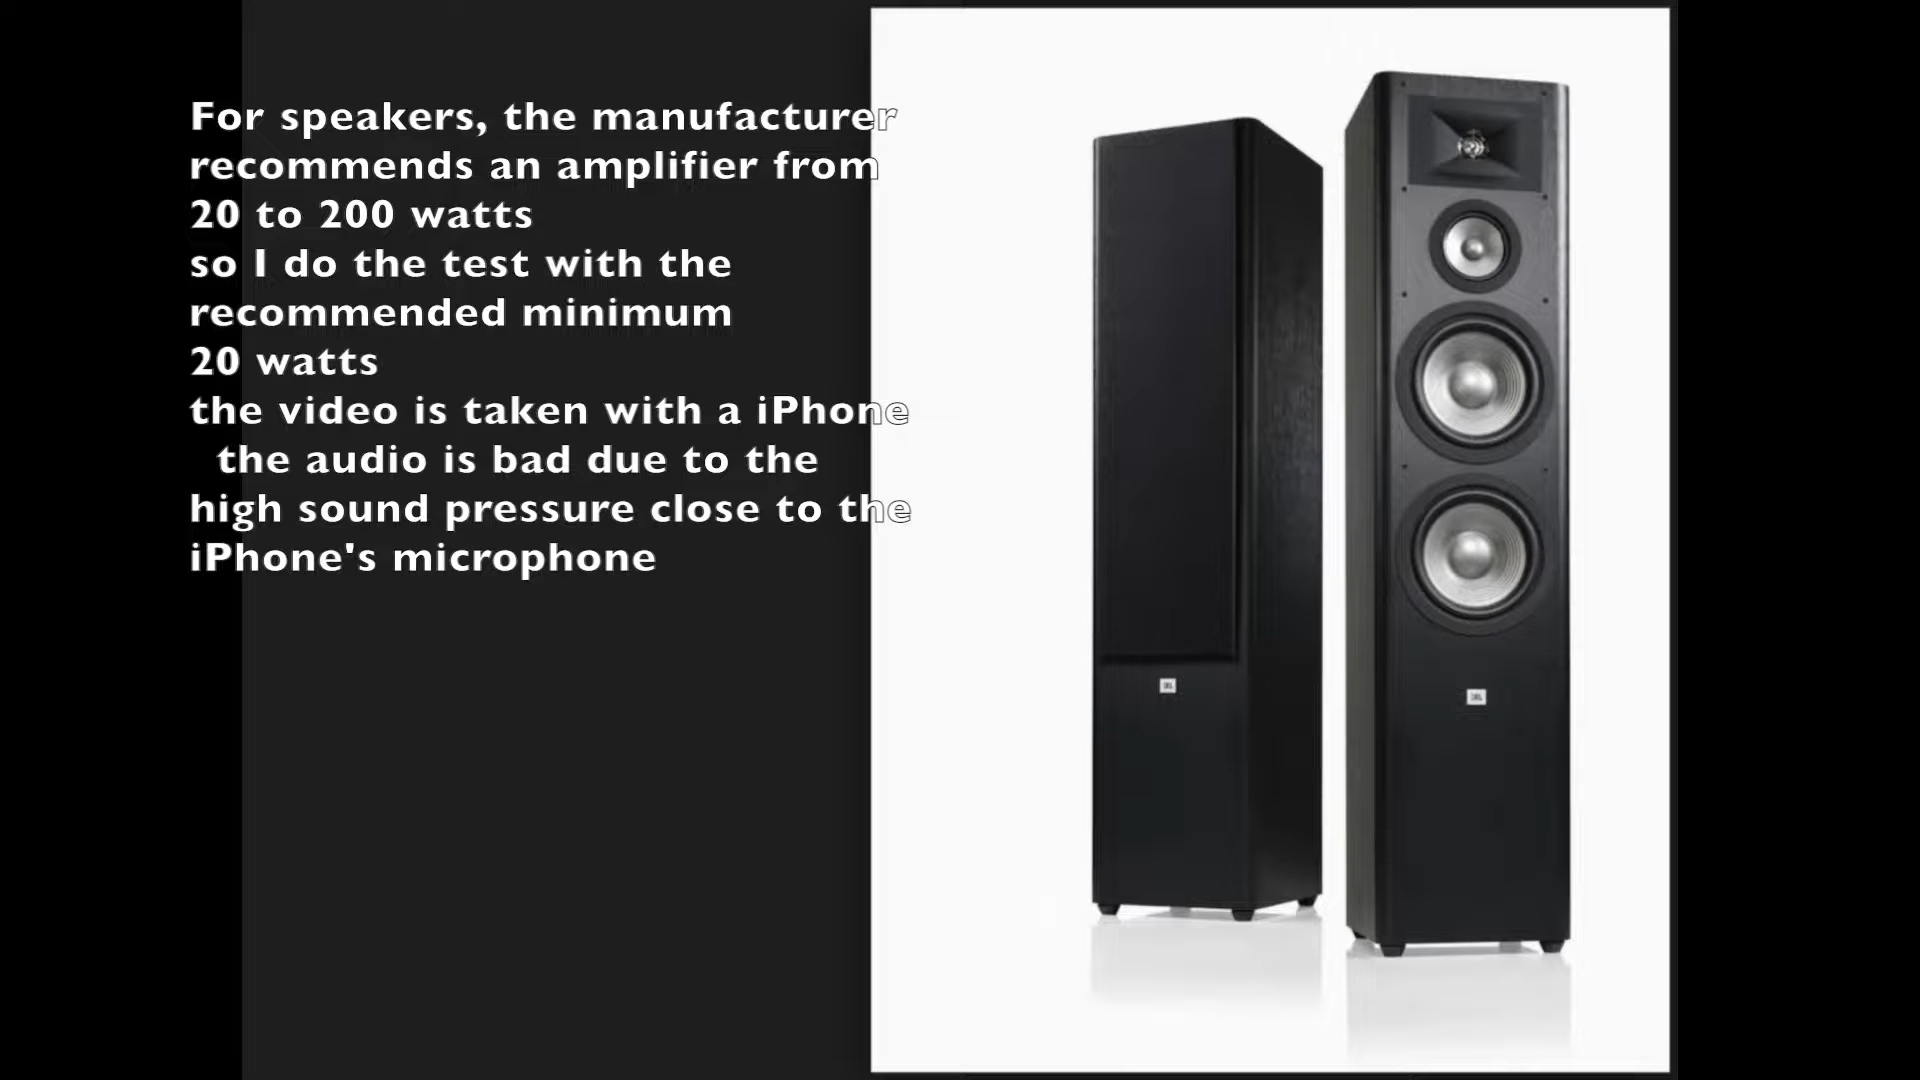 For speakers, the manufacturer
recommends an amplifier from
20 to 200 watts
so I do the test with the
recommended minimum
20 watts
the video is taken with a iPhone
the audio is bad due to the
high sound pressure close to the
iPhone's microphone
JBL
JBL